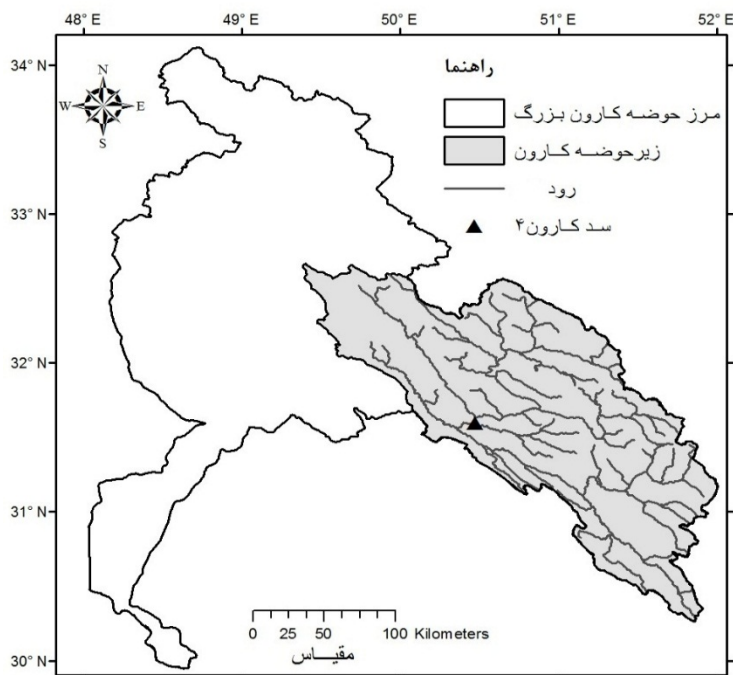 48° E 49° E 50° E 51° E 52° E
34° N
33° N
32° N
31° N
30° N
N
W E
S
راهنما
مرز حوضه کارون بزرگ
زیرحوضه کارون
رود
سد کارون۴
0 25 50 100 Kilometers
مقیاس